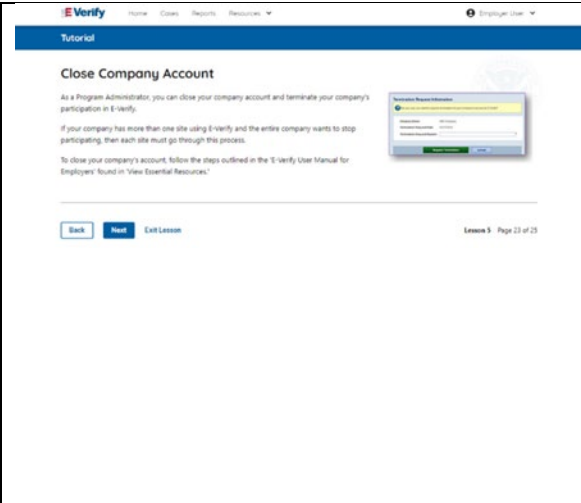 E-Verify Home Cases Reports Resources Employer User
Tutorial
Close Company Account
As a Program Administrator, you can close your company account and terminate your company's
participation in E-Verify.
If your company has more than one site using E-Verify and the entire company wants to stop
participating, then each site must go through this process.
To close your company's account, follow the steps outlined in the 'E-Verify User Manual for
Employers' found in 'View Essential Resources.'
Termination Request Information
Back Next Exit Lesson Lesson 5 Page 23 of 25